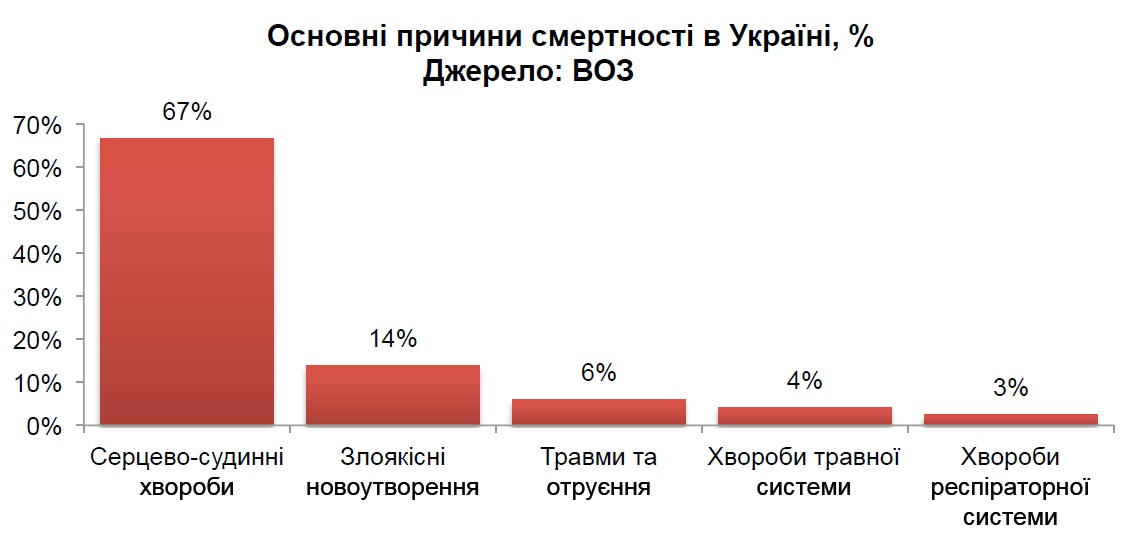 Основні причини смертності в Україні, %
Джерело: ВОЗ
67%
70%
60%
50%
40%
30%
20%
10%
0%
14%
6%
4%
3%
Серцево-судинні
хвороби
Злоякісні
новоутворення
Травми та
отруєння
Хвороби травної
системи
Хвороби
респіраторної
системи